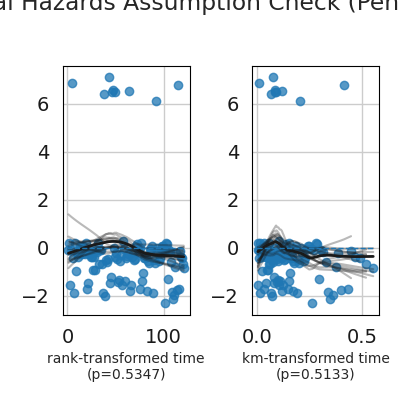 al Hazards Assumption Check (Pen
6
4
2
0
−2
6
4
2
0
−2
0
100
0.0
0.5
rank-transformed time
(p=0.5347)
km-transformed time
(p=0.5133)